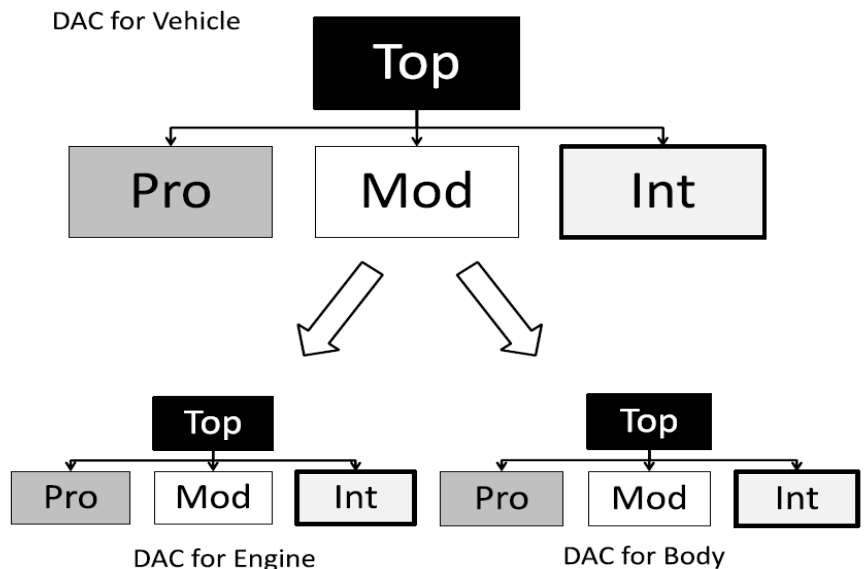 DAC for Vehicle
Top
Pro Mod Int
Top Top
Pro Mod Int Pro Mod Int
DAC for Engine DAC for Body